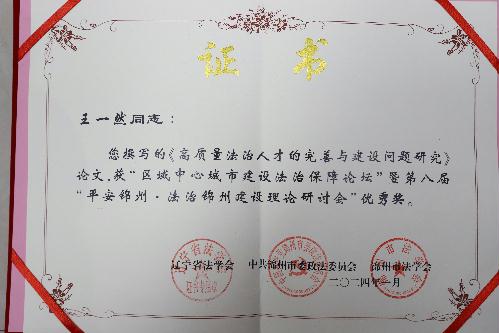 证书
王一然同志：
您撰写的《高质量法治人才的完善与建设问题研究》
论文，获“区域中心城市建设法治保障论坛”暨第八届
“平安锦州·法治锦州建设理论研讨会”优秀奖。
辽宁省法学会 中共锦州市委政法委员会 锦州市法学会
二〇二四年一月